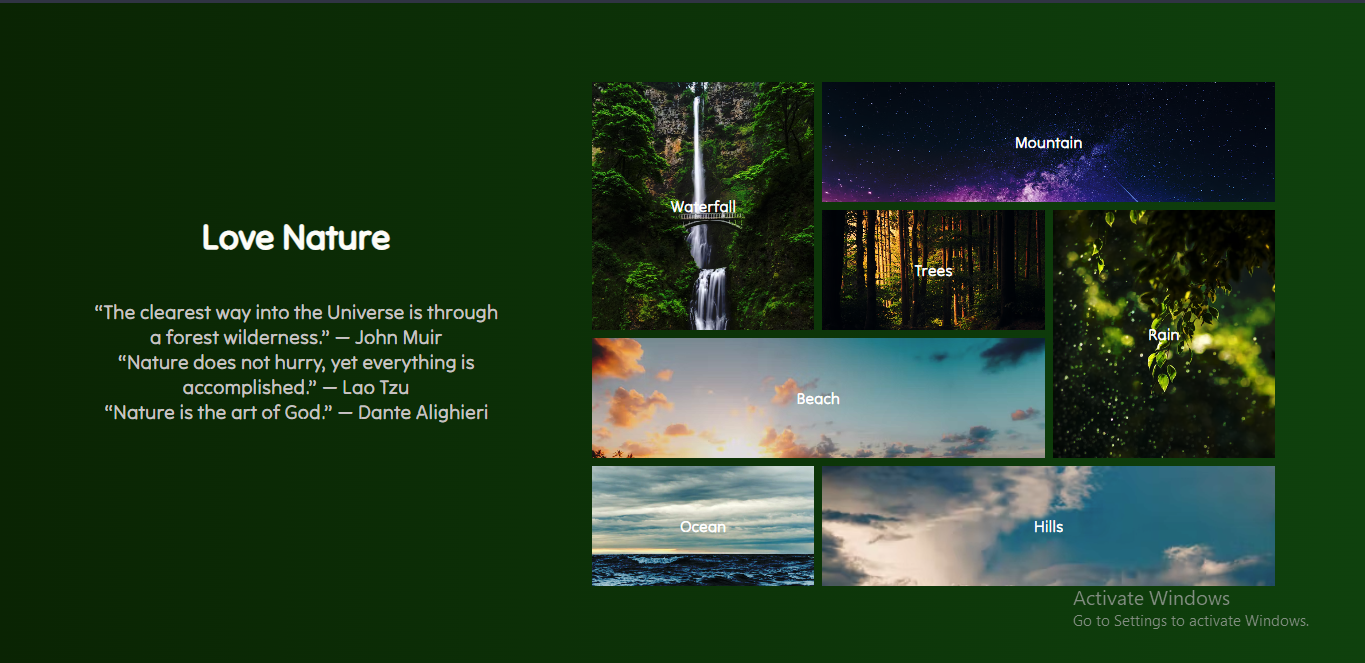 Love Nature
“The clearest way into the Universe is through
a forest wilderness.” — John Muir
“Nature does not hurry, yet everything is
accomplished.” — Lao Tzu
“Nature is the art of God.” — Dante Alighieri
Waterfall
Mountain
Trees
Rain
Beach
Ocean
Hills
Activate Windows
Go to Settings to activate Windows.